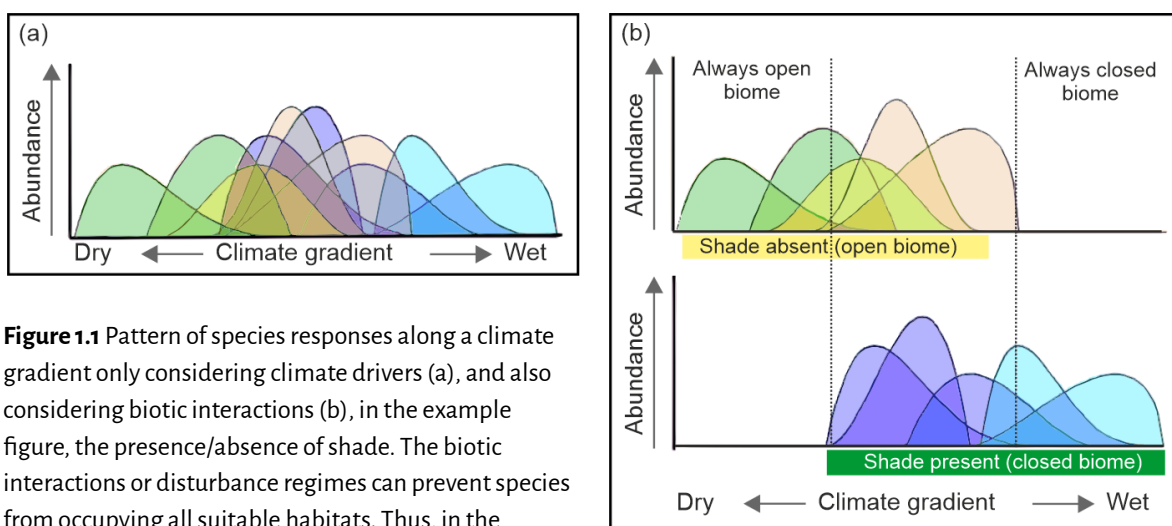 (a)
Abundance
Dry
Climate gradient
Wet
Figure 1.1 Pattern of species responses along a climate
gradient only considering climate drivers (a), and also
considering biotic interactions (b), in the example
figure, the presence/absence of shade. The biotic
interactions or disturbance regimes can prevent species
from occupying all suitable habitats. Thus, in the
(b)
Always open
biome
Always closed
biome
Abundance
Shade absent (open biome)
Abundance
Shade present (closed biome)
Dry
Climate gradient
Wet